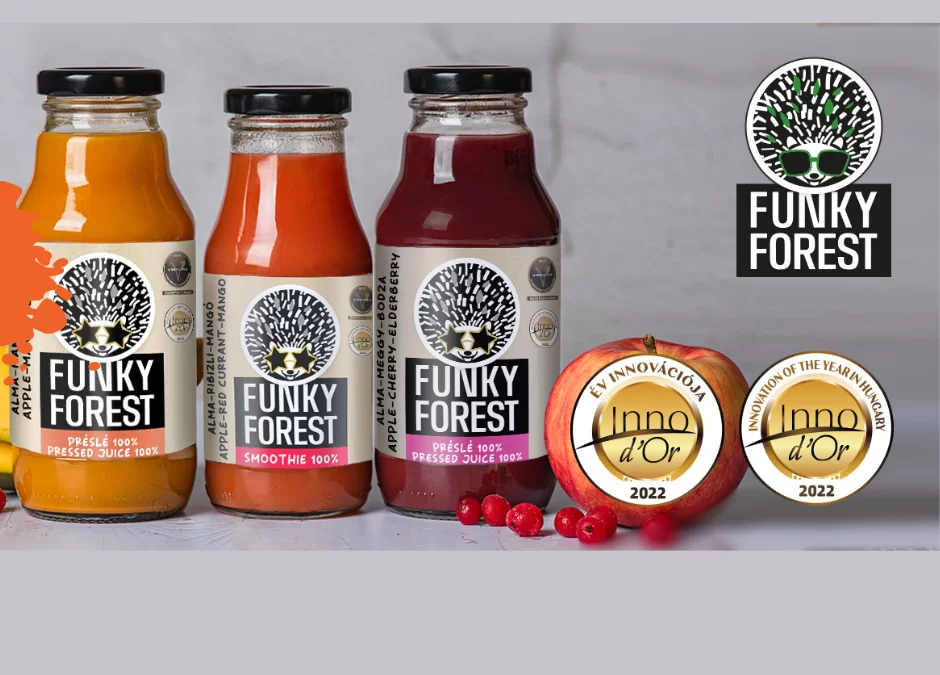 ALMA-
APPLE-
FUNKY
FOREST
PRÉSLÉ 100%
PRESSED JUICE 100%
ALMA-RIBIZLI-MANGÓ
APPLE-RED CURRANT-MANGO
FUNKY
FOREST
SMOOTHIE 100%
ALMA-MEGGY-BODZA
APPLE-CHERRY-ELDERBERRY
FUNKY
FOREST
PRÉSLÉ 100%
PRESSED JUICE 100%
FUNKY
FOREST
ÉV INNOVÁCIÓJA
Inno
d'Or
2022
INNOVATION OF THE YEAR IN HUNGARY
Inno
d'Or
2022